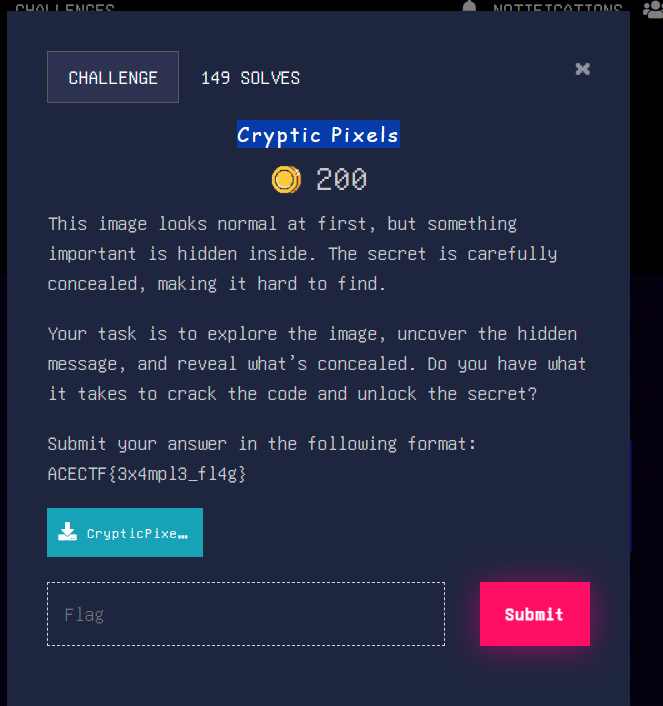 CHALLENGES NOTIFICATIONS
CHALLENGE 149 SOLVES ×
Cryptic Pixels
200
This image looks normal at first, but something
important is hidden inside. The secret is carefully
concealed, making it hard to find.
Your task is to explore the image, uncover the hidden
message, and reveal what’s concealed. Do you have what
it takes to crack the code and unlock the secret?
Submit your answer in the following format:
ACECTF{3x4mpl3_fl4g}
CrypticPixe…
Flag
Submit